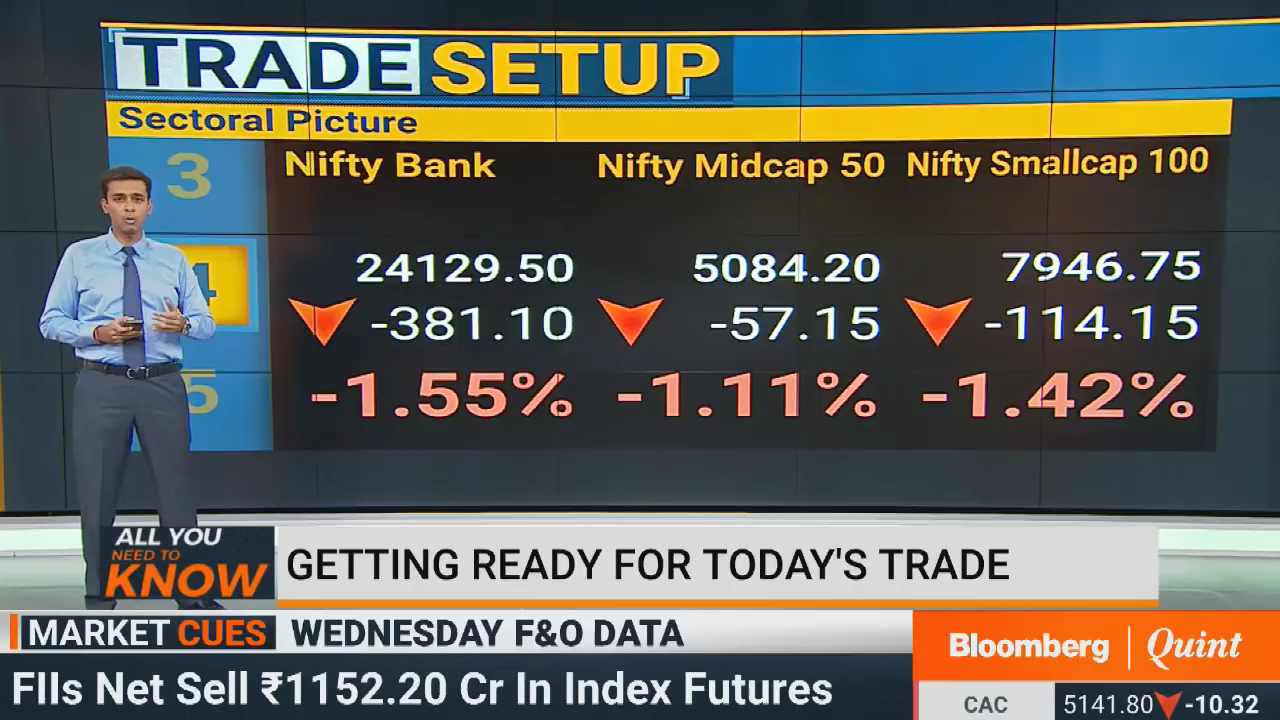 TRADE SETUP
Sectoral Picture
3
4
5
Nifty Bank Nifty Midcap 50 Nifty Smallcap 100
24129.50 5084.20 7946.75
-381.10 -57.15 -114.15
-1.55% -1.11% -1.42%
ALL YOU
NEED TO
KNOW
GETTING READY FOR TODAY'S TRADE
MARKET CUES WEDNESDAY F&O DATA
FIIs Net Sell ₹1152.20 Cr In Index Futures
Bloomberg | Quint
CAC 5141.80 -10.32